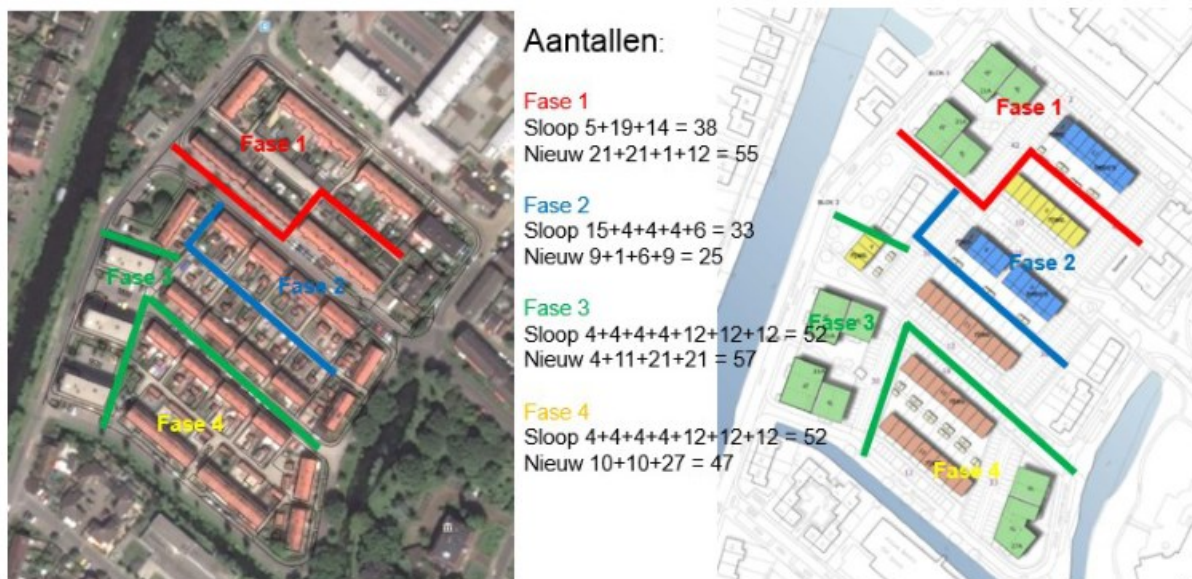 Aantallen:
Fase 1
Sloop 5+19+14 = 38
Nieuw 21+21+1+12 = 55
Fase 2
Sloop 15+4+4+4+6 = 33
Nieuw 9+1+6+9 = 25
Fase 3
Sloop 4+4+4+4+12+12+12 = 52
Nieuw 4+11+21+21 = 57
Fase 4
Sloop 4+4+4+4+12+12+12 = 52
Nieuw 10+10+27 = 47
Fase 1
Fase 2
Fase 3
Fase 4
BLOK 1
Fase 1
BLOK 2
Fase 2
Fase 3
Fase 4